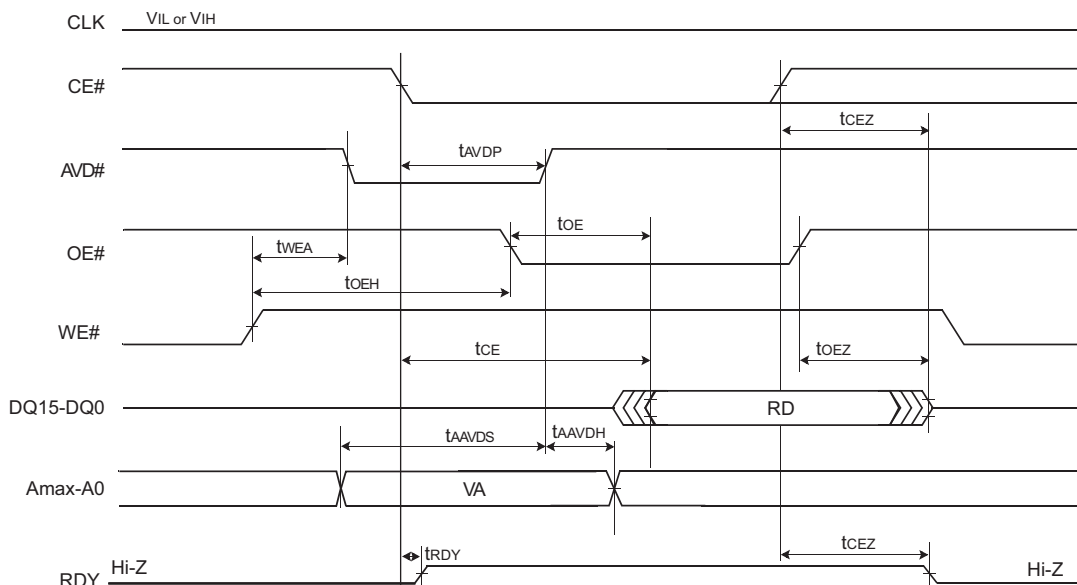 CLK VIL or VIH
CE#
tCEZ
AVD# tAVDP
tOE
OE# tWEA
tOEH
WE#
tCE tOEZ
DQ15-DQ0 RD
tAAVDS tAAVDH
Amax-A0 VA
tRDY tCEZ
RDY Hi-Z Hi-Z